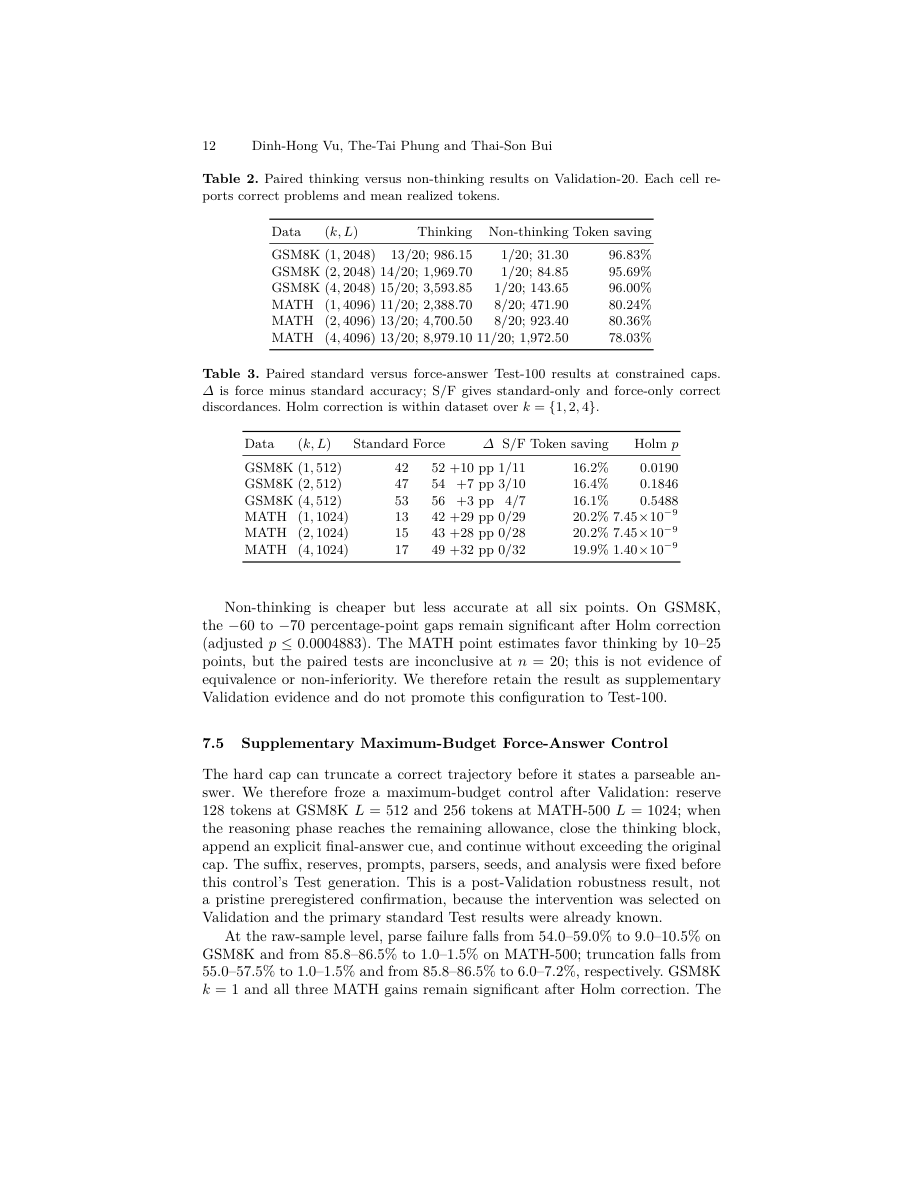 12 Dinh-Hong Vu, The-Tai Phung and Thai-Son Bui
Table 2. Paired thinking versus non-thinking results on Validation-20. Each cell re-
ports correct problems and mean realized tokens.
Data (k, L) Thinking Non-thinking Token saving
GSM8K (1, 2048) 13/20; 986.15 1/20; 31.30 96.83%
GSM8K (2, 2048) 14/20; 1,969.70 1/20; 84.85 95.69%
GSM8K (4, 2048) 15/20; 3,593.85 1/20; 143.65 96.00%
MATH (1, 4096) 11/20; 2,388.70 8/20; 471.90 80.24%
MATH (2, 4096) 13/20; 4,700.50 8/20; 923.40 80.36%
MATH (4, 4096) 13/20; 8,979.10 11/20; 1,972.50 78.03%
Table 3. Paired standard versus force-answer Test-100 results at constrained caps.
Δ is force minus standard accuracy; S/F gives standard-only and force-only correct
discordances. Holm correction is within dataset over k = {1, 2, 4}.
Data (k, L) Standard Force Δ S/F Token saving Holm p
GSM8K (1, 512) 42 52 +10 pp 1/11 16.2% 0.0190
GSM8K (2, 512) 47 54 +7 pp 3/10 16.4% 0.1846
GSM8K (4, 512) 53 56 +3 pp 4/7 16.1% 0.5488
MATH (1, 1024) 13 42 +29 pp 0/29 20.2% 7.45×10⁻⁹
MATH (2, 1024) 15 43 +28 pp 0/28 20.2% 7.45×10⁻⁹
MATH (4, 1024) 17 49 +32 pp 0/32 19.9% 1.40×10⁻⁹
Non-thinking is cheaper but less accurate at all six points. On GSM8K,
the −60 to −70 percentage-point gaps remain significant after Holm correction
(adjusted p ≤ 0.0004883). The MATH point estimates favor thinking by 10–25
points, but the paired tests are inconclusive at n = 20; this is not evidence of
equivalence or non-inferiority. We therefore retain the result as supplementary
Validation evidence and do not promote this configuration to Test-100.
7.5 Supplementary Maximum-Budget Force-Answer Control
The hard cap can truncate a correct trajectory before it states a parseable an-
swer. We therefore froze a maximum-budget control after Validation: reserve
128 tokens at GSM8K L = 512 and 256 tokens at MATH-500 L = 1024; when
the reasoning phase reaches the remaining allowance, close the thinking block,
append an explicit final-answer cue, and continue without exceeding the original
cap. The suffix, reserves, prompts, parsers, seeds, and analysis were fixed before
this control's Test generation. This is a post-Validation robustness result, not
a pristine preregistered confirmation, because the intervention was selected on
Validation and the primary standard Test results were already known.
At the raw-sample level, parse failure falls from 54.0–59.0% to 9.0–10.5% on
GSM8K and from 85.8–86.5% to 1.0–1.5% on MATH-500; truncation falls from
55.0–57.5% to 1.0–1.5% and from 85.8–86.5% to 6.0–7.2%, respectively. GSM8K
k = 1 and all three MATH gains remain significant after Holm correction. The